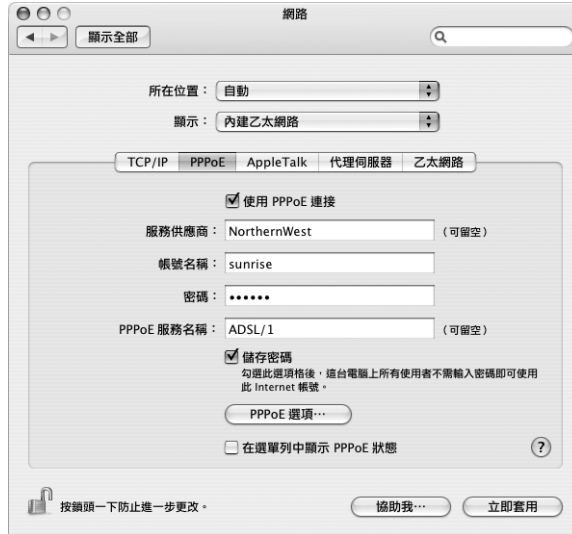 網路
顯示全部
所在位置： 自動
顯示： 內建乙太網路
TCP/IP PPPoE AppleTalk 代理伺服器 乙太網路
使用 PPPoE 連接
服務供應商： NorthernWest （可留空）
帳號名稱： sunrise
密碼： ••••••
PPPoE 服務名稱： ADSL/1 （可留空）
儲存密碼
勾選此選項格後，這台電腦上所有使用者不需輸入密碼即可使用
此 Internet 帳號。
PPPoE 選項…
在選單列中顯示 PPPoE 狀態 ?
按鎖頭一下防止進一步更改。 協助我… 立即套用